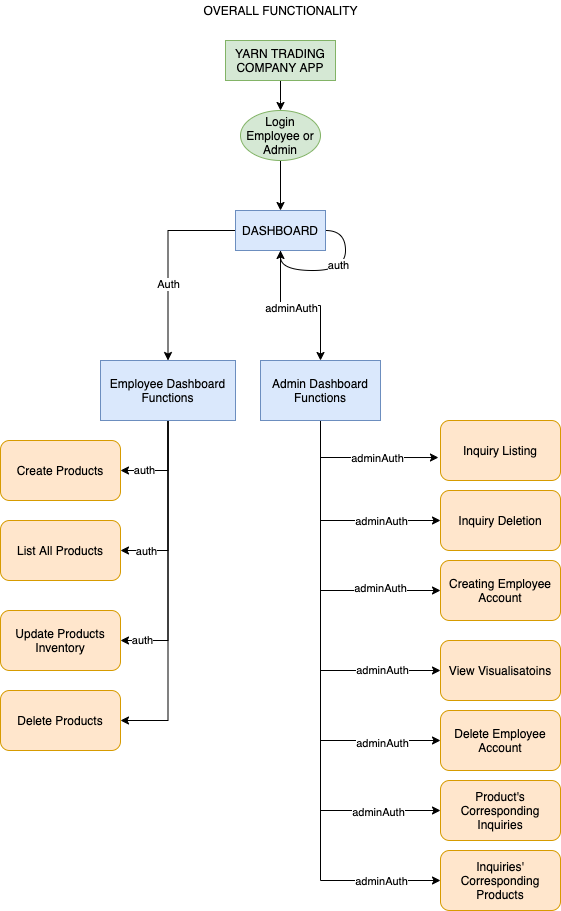 OVERALL FUNCTIONALITY
YARN TRADING
COMPANY APP
Login
Employee or
Admin
DASHBOARD
auth
Auth
adminAuth
Employee Dashboard
Functions
Admin Dashboard
Functions
Create Products
auth
List All Products
auth
Update Products
Inventory
auth
Delete Products
adminAuth
Inquiry Listing
adminAuth
Inquiry Deletion
adminAuth
Creating Employee
Account
adminAuth
View Visualisatoins
adminAuth
Delete Employee
Account
adminAuth
Product's
Corresponding
Inquiries
adminAuth
Inquiries'
Corresponding
Products